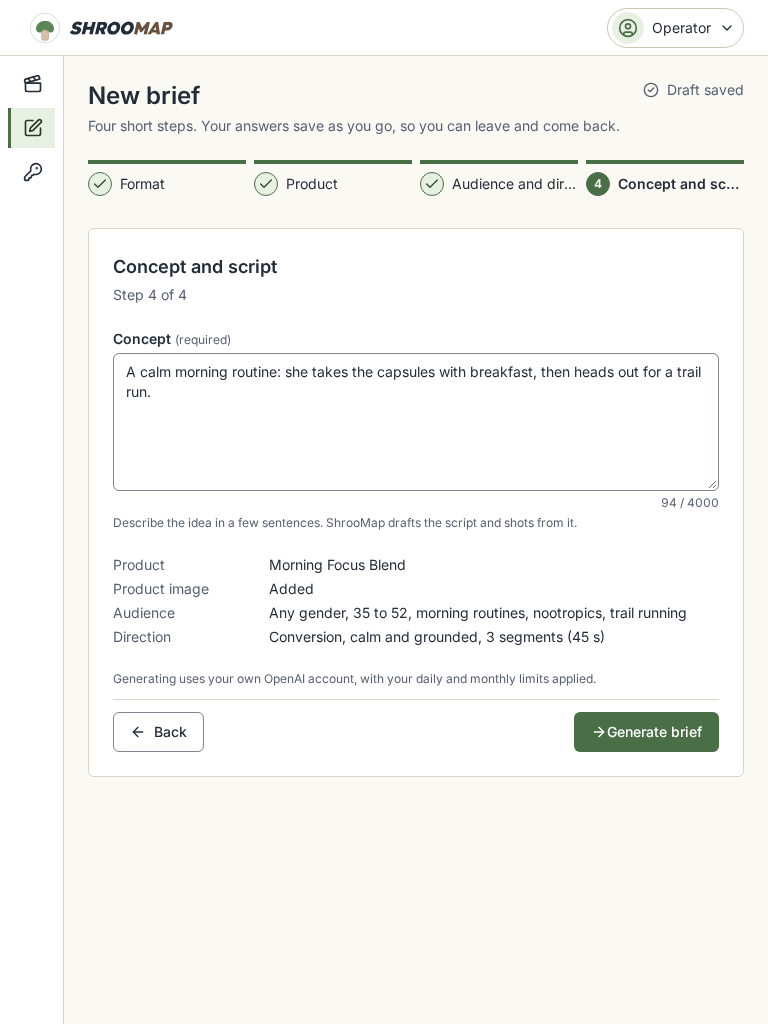 SHROOMAP
Operator
New brief
Draft saved
Four short steps. Your answers save as you go, so you can leave and come back.
Format
Product
Audience and dir...
4
Concept and sc...
Concept and script
Step 4 of 4
Concept (required)
A calm morning routine: she takes the capsules with breakfast, then heads out for a trail
run.
94 / 4000
Describe the idea in a few sentences. ShrooMap drafts the script and shots from it.
Product Morning Focus Blend
Product image Added
Audience Any gender, 35 to 52, morning routines, nootropics, trail running
Direction Conversion, calm and grounded, 3 segments (45 s)
Generating uses your own OpenAI account, with your daily and monthly limits applied.
Back
Generate brief